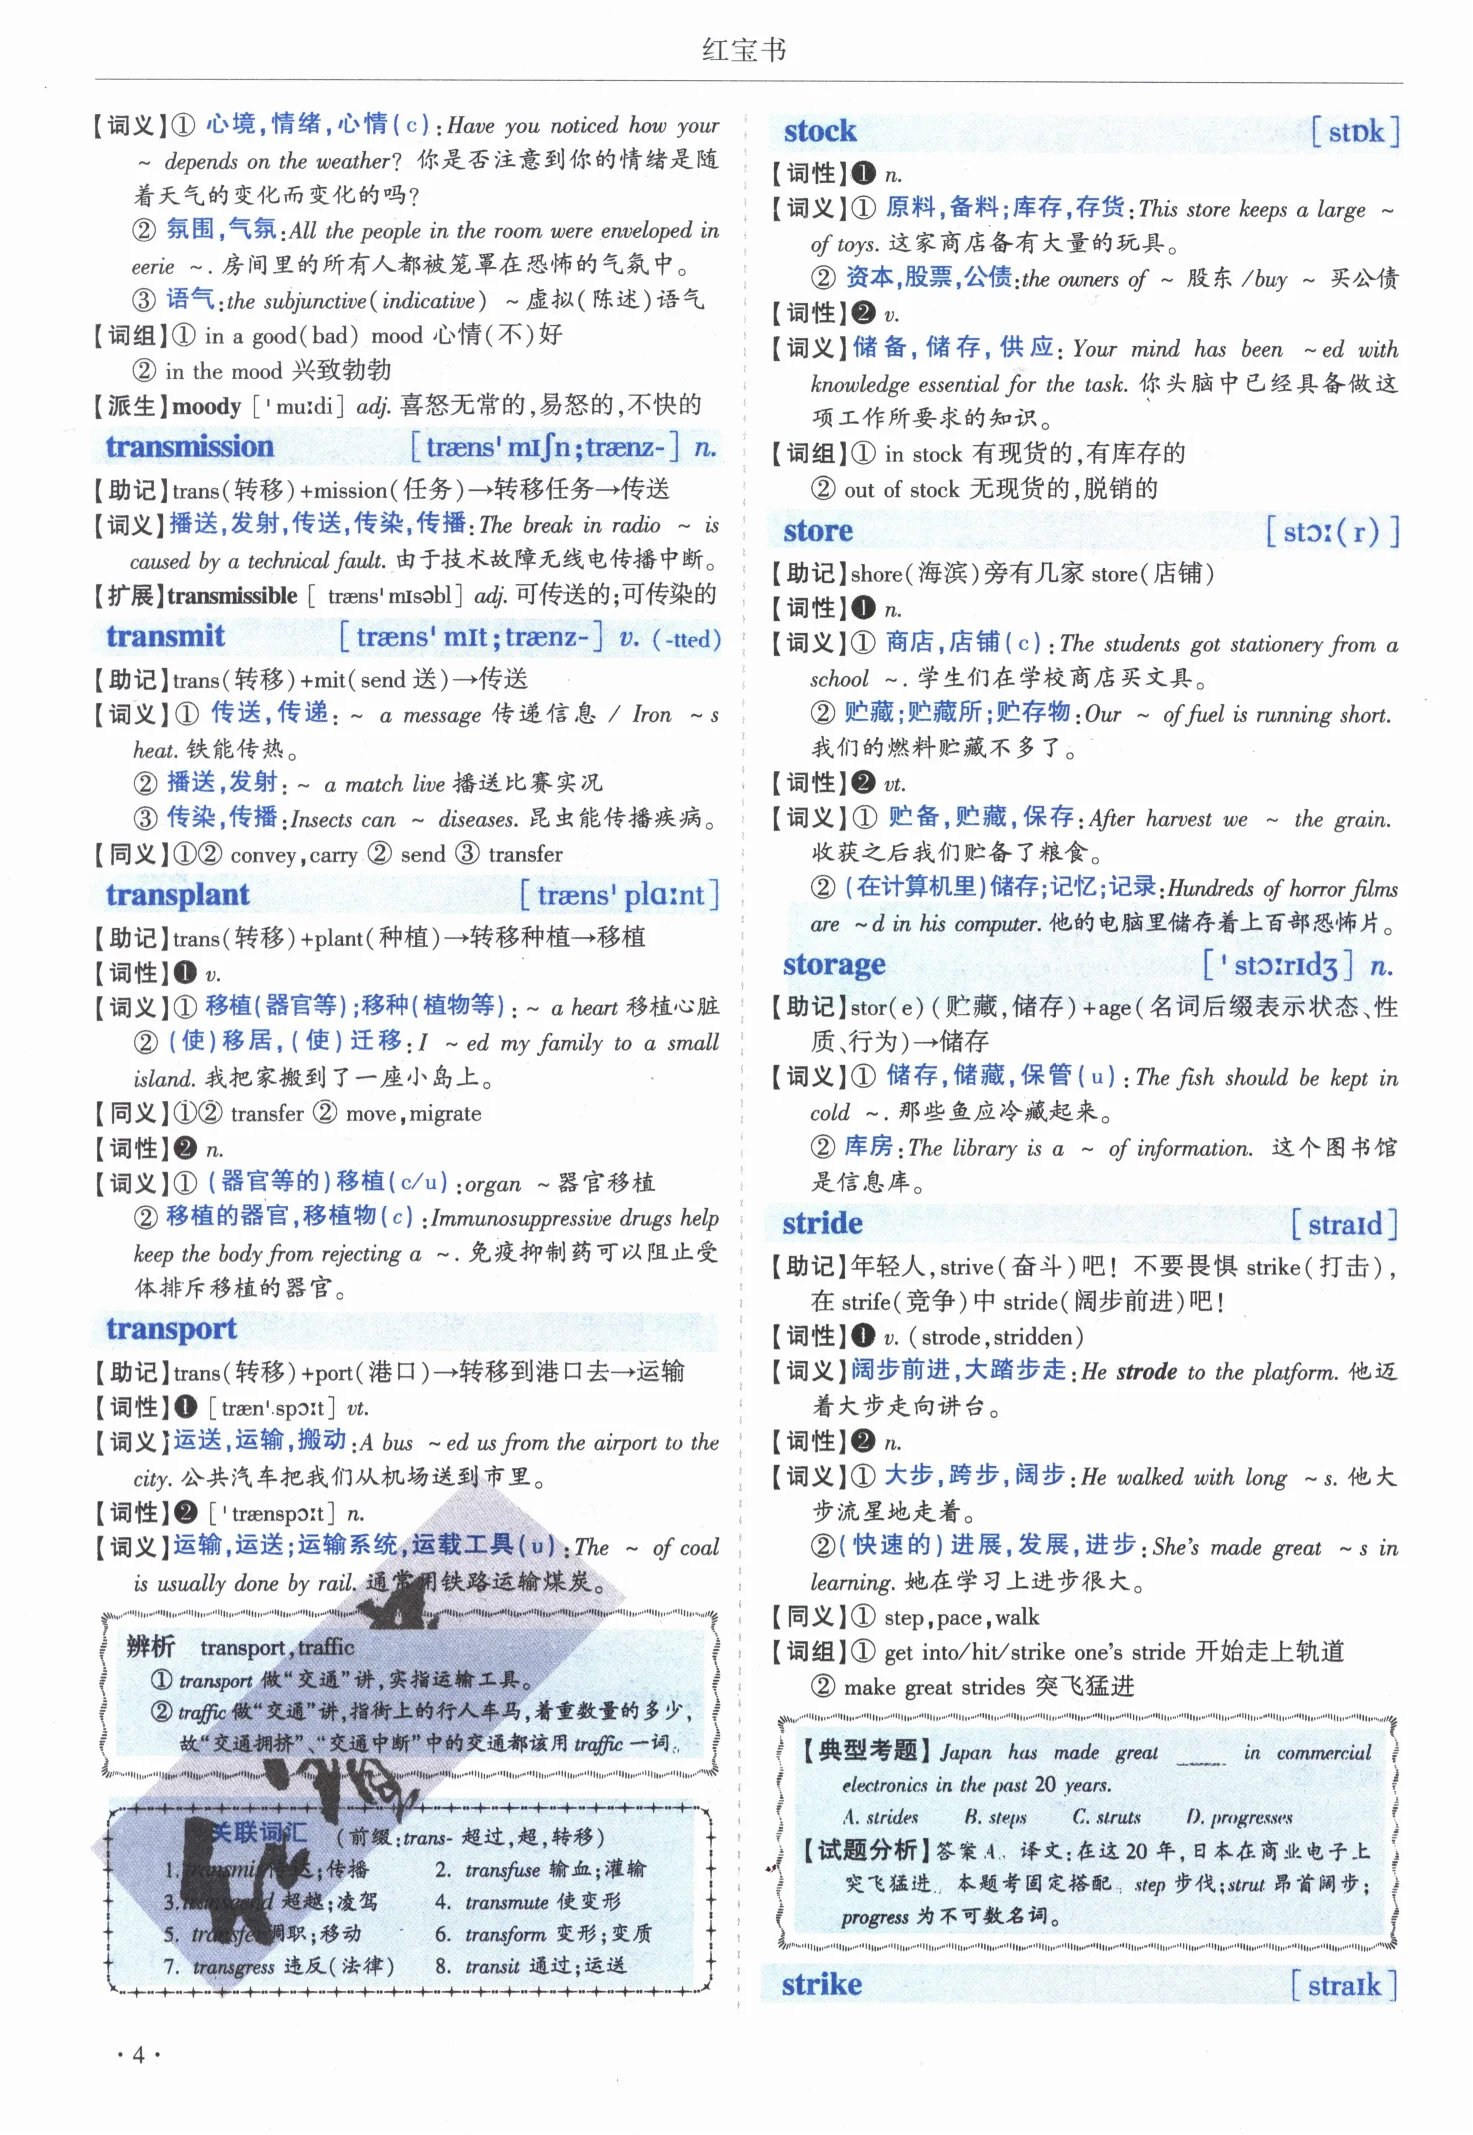 红宝书
【词义】① 心境,情绪,心情(c):Have you noticed how your
~ depends on the weather? 你是否注意到你的情绪是随
着天气的变化而变化的吗?
② 氛围,气氛:All the people in the room were enveloped in
eerie ~. 房间里的所有人都被笼罩在恐怖的气氛中。
③ 语气:the subjunctive(indicative) ~虚拟(陈述)语气
【词组】① in a good(bad) mood 心情(不)好
② in the mood 兴致勃勃
【派生】moody [ˈmuːdi] adj. 喜怒无常的,易怒的,不快的
transmission [trænsˈmɪʃn;trænz-] n.
【助记】trans(转移)+mission(任务)→转移任务→传送
【词义】播送,发射,传送,传染,传播:The break in radio ~ is
caused by a technical fault. 由于技术故障无线电传播中断。
【扩展】transmissible [trænsˈmɪsəbl] adj. 可传送的;可传染的
transmit [trænsˈmɪt;trænz-] v. (-tted)
【助记】trans(转移)+mit(send 送)→传送
【词义】① 传送,传递: ~ a message 传递信息 / Iron ~s
heat. 铁能传热。
② 播送,发射: ~ a match live 播送比赛实况
③ 传染,传播:Insects can ~ diseases. 昆虫能传播疾病。
【同义】①② convey,carry ② send ③ transfer
transplant [trænsˈplɑːnt]
【助记】trans(转移)+plant(种植)→转移种植→移植
【词性】❶ v.
【词义】① 移植(器官等);移种(植物等): ~ a heart 移植心脏
② (使)移居,(使)迁移:I ~ed my family to a small
island. 我把家搬到了一座小岛上。
【同义】①② transfer ② move,migrate
【词性】❷ n.
【词义】① (器官等的)移植(c/u):organ ~器官移植
② 移植的器官,移植物(c):Immunosuppressive drugs help
keep the body from rejecting a ~. 免疫抑制药可以阻止受
体排斥移植的器官。
transport
【助记】trans(转移)+port(港口)→转移到港口去→运输
【词性】❶ [trænˈspɔːt] vt.
【词义】运送,运输,搬动:A bus ~ed us from the airport to the
city. 公共汽车把我们从机场送到市里。
【词性】❷ [ˈtrænspɔːt] n.
【词义】运输,运送;运输系统,运载工具(u):The ~ of coal
is usually done by rail. 通常用铁路运输煤炭。
辨析 transport,traffic
① transport 做“交通”讲,实指运输工具。
② traffic 做“交通”讲,指街上的行人车马,着重数量的多少,
故“交通拥挤”、“交通中断”中的交通都该用 traffic 一词。
关联词汇 (前缀:trans- 超过,超,转移)
1. 传达;传播 2. transfuse 输血;灌输
3. transcend 超越;凌驾 4. transmute 使变形
5. transfer 调职;移动 6. transform 变形;变质
7. transgress 违反(法律) 8. transit 通过;运送
· 4 ·
stock [stɒk]
【词性】❶ n.
【词义】① 原料,备料;库存,存货:This store keeps a large ~
of toys. 这家商店备有大量的玩具。
② 资本,股票,公债:the owners of ~ 股东 /buy ~ 买公债
【词性】❷ v.
【词义】储备,储存,供应: Your mind has been ~ed with
knowledge essential for the task. 你头脑中已经具备做这
项工作所要求的知识。
【词组】① in stock 有现货的,有库存的
② out of stock 无现货的,脱销的
store [stɔː(r)]
【助记】shore(海滨)旁有几家 store(店铺)
【词性】❶ n.
【词义】① 商店,店铺(c):The students got stationery from a
school ~. 学生们在学校商店买文具。
② 贮藏;贮藏所;贮存物:Our ~ of fuel is running short.
我们的燃料贮藏不多了。
【词性】❷ vt.
【词义】① 贮备,贮藏,保存:After harvest we ~ the grain.
收获之后我们贮备了粮食。
② (在计算机里)储存;记忆;记录:Hundreds of horror films
are ~d in his computer. 他的电脑里储存着上百部恐怖片。
storage [ˈstɔːrɪdʒ] n.
【助记】stor(e)(贮藏,储存)+age(名词后缀表示状态、性
质、行为)→储存
【词义】① 储存,储藏,保管(u):The fish should be kept in
cold ~. 那些鱼应冷藏起来。
② 库房:The library is a ~ of information. 这个图书馆
是信息库。
stride [straɪd]
【助记】年轻人,strive(奋斗)吧! 不要畏惧 strike(打击),
在 strife(竞争)中 stride(阔步前进)吧!
【词性】❶ v. (strode,stridden)
【词义】阔步前进,大踏步走:He strode to the platform. 他迈
着大步走向讲台。
【词性】❷ n.
【词义】① 大步,跨步,阔步:He walked with long ~s. 他大
步流星地走着。
②(快速的)进展,发展,进步:She's made great ~s in
learning. 她在学习上进步很大。
【同义】① step,pace,walk
【词组】① get into/hit/strike one's stride 开始走上轨道
② make great strides 突飞猛进
【典型考题】Japan has made great _____ in commercial
electronics in the past 20 years.
A. strides B. steps C. struts D. progresses
【试题分析】答案 A。译文:在这 20 年,日本在商业电子上
突飞猛进。本题考固定搭配。step 步伐;strut 昂首阔步;
progress 为不可数名词。
strike [straɪk]